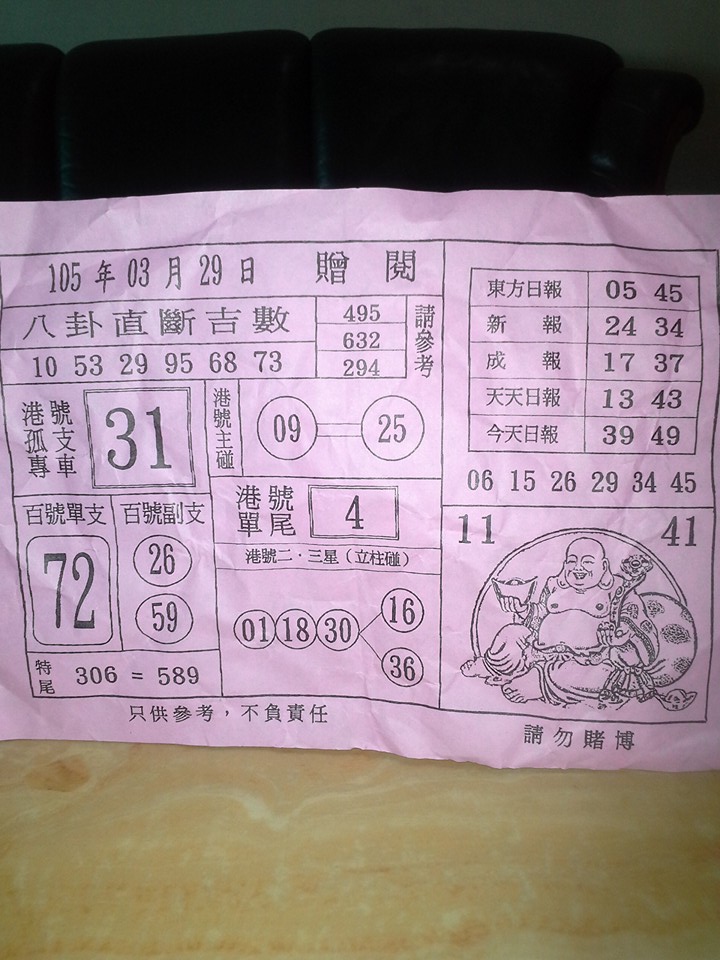 105年03月29日 贈閱
八卦直斷吉數
10 53 29 95 68 73
495
632
294
請參考
港號孤支專車
31
港號主碰
09 25
百號單支
72
百號副支
26
59
港號單尾
4
港號二·三星(立柱碰)
01 18 30
16
36
特尾
306 = 589
只供參考，不負責任
東方日報 05 45
新報 24 34
成報 17 37
天天日報 13 43
今天日報 39 49
06 15 26 29 34 45
11 41
請勿賭博